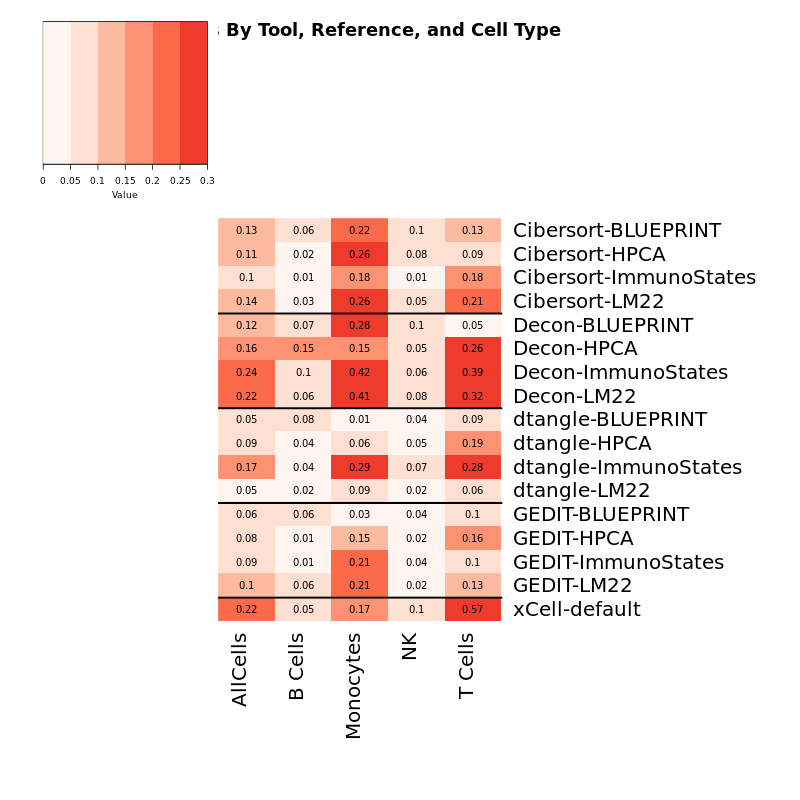 By Tool, Reference, and Cell Type
0 0.05 0.1 0.15 0.2 0.25 0.3
Value
0.13 0.06 0.22 0.1 0.13 Cibersort-BLUEPRINT
0.11 0.02 0.26 0.08 0.09 Cibersort-HPCA
0.1 0.01 0.18 0.01 0.18 Cibersort-ImmunoStates
0.14 0.03 0.26 0.05 0.21 Cibersort-LM22
0.12 0.07 0.28 0.1 0.05 Decon-BLUEPRINT
0.16 0.15 0.15 0.05 0.26 Decon-HPCA
0.24 0.1 0.42 0.06 0.39 Decon-ImmunoStates
0.22 0.06 0.41 0.08 0.32 Decon-LM22
0.05 0.08 0.01 0.04 0.09 dtangle-BLUEPRINT
0.09 0.04 0.06 0.05 0.19 dtangle-HPCA
0.17 0.04 0.29 0.07 0.28 dtangle-ImmunoStates
0.05 0.02 0.09 0.02 0.06 dtangle-LM22
0.06 0.06 0.03 0.04 0.1 GEDIT-BLUEPRINT
0.08 0.01 0.15 0.02 0.16 GEDIT-HPCA
0.09 0.01 0.21 0.04 0.1 GEDIT-ImmunoStates
0.1 0.06 0.21 0.02 0.13 GEDIT-LM22
0.22 0.05 0.17 0.1 0.57 xCell-default
AllCells
B Cells
Monocytes
NK
T Cells